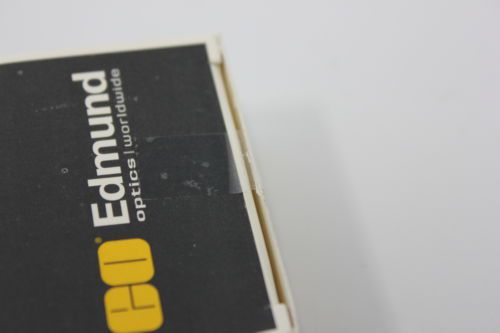 EO® Edmund
optics | worldwide